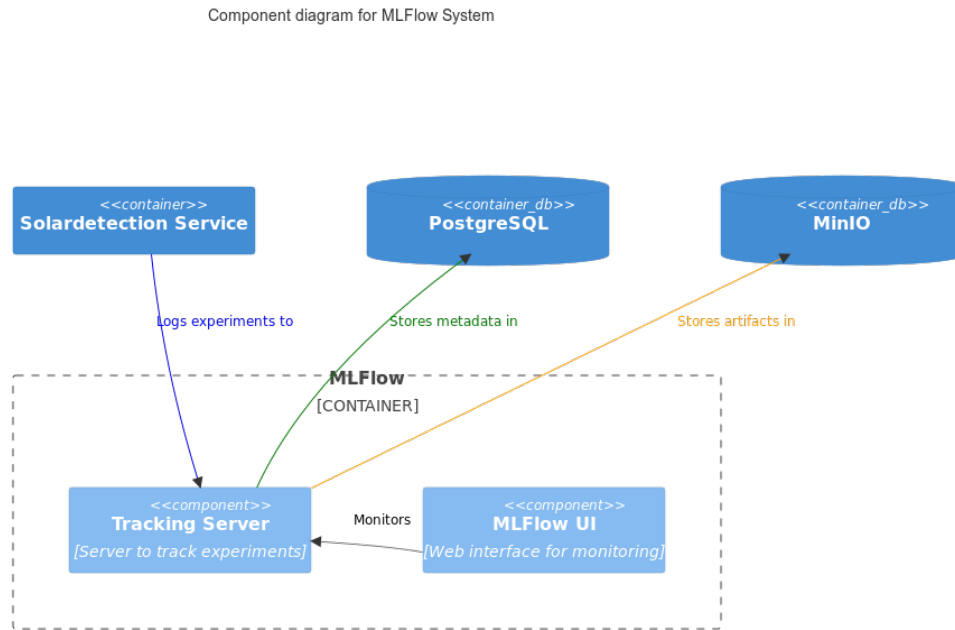 Component diagram for MLFlow System
<<container>>
Solardetection Service
<<container_db>>
PostgreSQL
<<container_db>>
MinIO
Logs experiments to
Stores metadata in
Stores artifacts in
MLFlow
[CONTAINER]
<<component>>
Tracking Server
[Server to track experiments]
Monitors
<<component>>
MLFlow UI
[Web interface for monitoring]